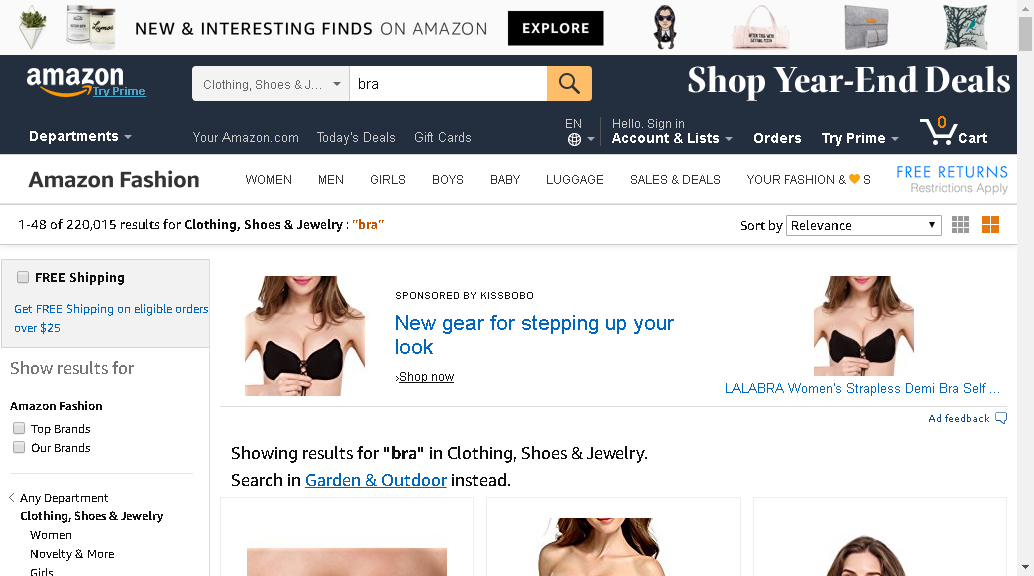 NEW & INTERESTING FINDS ON AMAZON
EXPLORE
amazon
Try Prime
Clothing, Shoes & J...
bra
Shop Year-End Deals
Departments
Your Amazon.com
Today's Deals
Gift Cards
EN
Hello. Sign in
Account & Lists
Orders
Try Prime
0
Cart
Amazon Fashion
WOMEN
MEN
GIRLS
BOYS
BABY
LUGGAGE
SALES & DEALS
YOUR FASHION & 🧡 S
FREE RETURNS
Restrictions Apply
1-48 of 220,015 results for Clothing, Shoes & Jewelry : "bra"
Sort by
Relevance
FREE Shipping
Get FREE Shipping on eligible orders
over $25
Show results for
Amazon Fashion
Top Brands
Our Brands
Any Department
Clothing, Shoes & Jewelry
Women
Novelty & More
Girls
SPONSORED BY KISSBOBO
New gear for stepping up your
look
›Shop now
LALABRA Women's Strapless Demi Bra Self ...
Ad feedback
Showing results for "bra" in Clothing, Shoes & Jewelry.
Search in Garden & Outdoor instead.